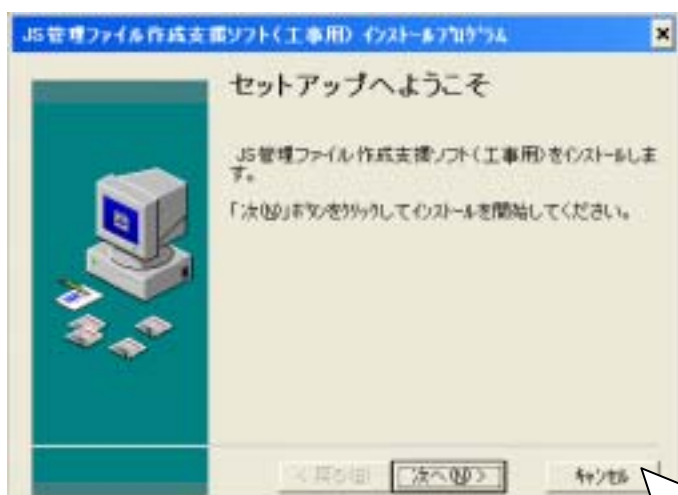 JS管理ファイル作成支援ソフト(工事用) インストールプログラム
セットアップへようこそ
JS管理ファイル作成支援ソフト(工事用)をインストールしま
す。
「次(N)」ボタンをクリックしてインストールを開始してください。
< 戻る(B)
次へ(N) >
キャンセル